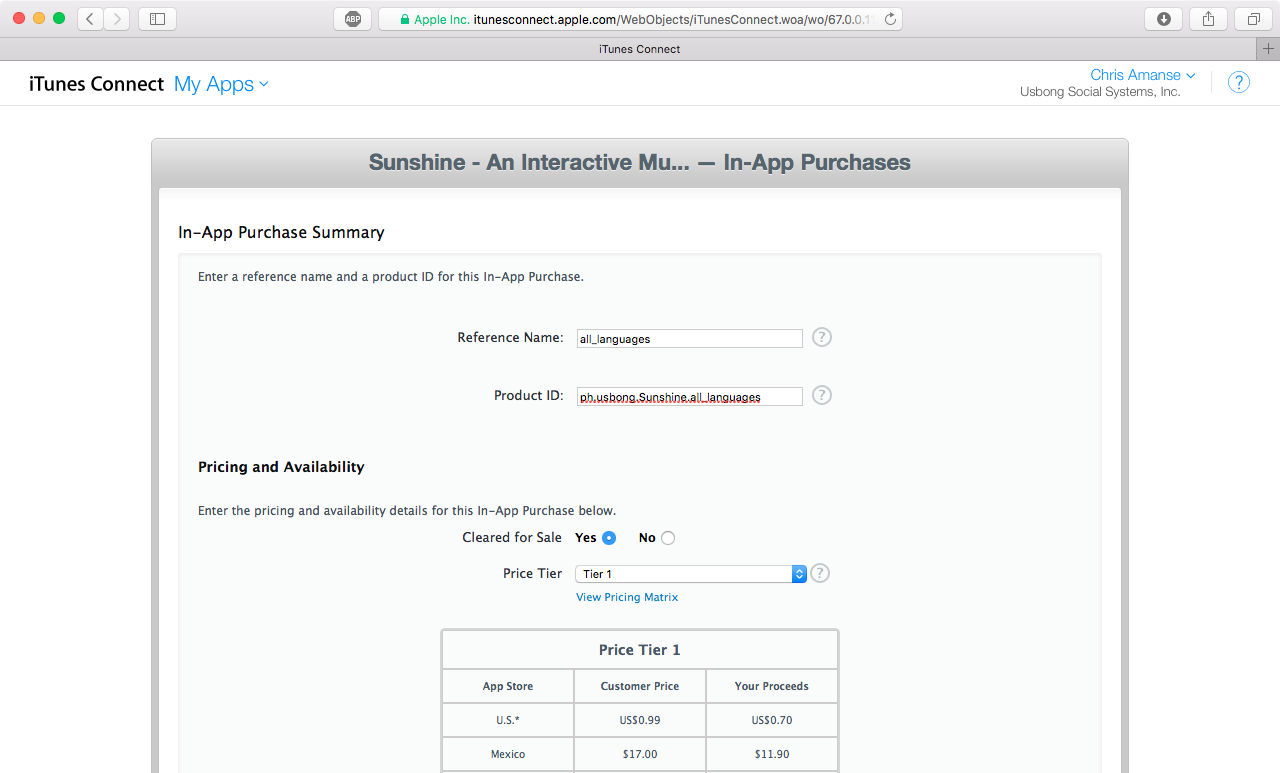 ABP
Apple Inc. itunesconnect.apple.com/WebObjects/iTunesConnect.woa/wo/67.0.0.1
iTunes Connect
iTunes Connect My Apps
Chris Amanse
Usbong Social Systems, Inc.
?
Sunshine - An Interactive Mu... — In-App Purchases
In-App Purchase Summary
Enter a reference name and a product ID for this In-App Purchase.
Reference Name: all_languages ?
Product ID: ph.usbong.Sunshine.all_languages ?
Pricing and Availability
Enter the pricing and availability details for this In-App Purchase below.
Cleared for Sale Yes No
Price Tier Tier 1 ?
View Pricing Matrix
Price Tier 1
App Store Customer Price Your Proceeds
U.S.* US$0.99 US$0.70
Mexico $17.00 $11.90